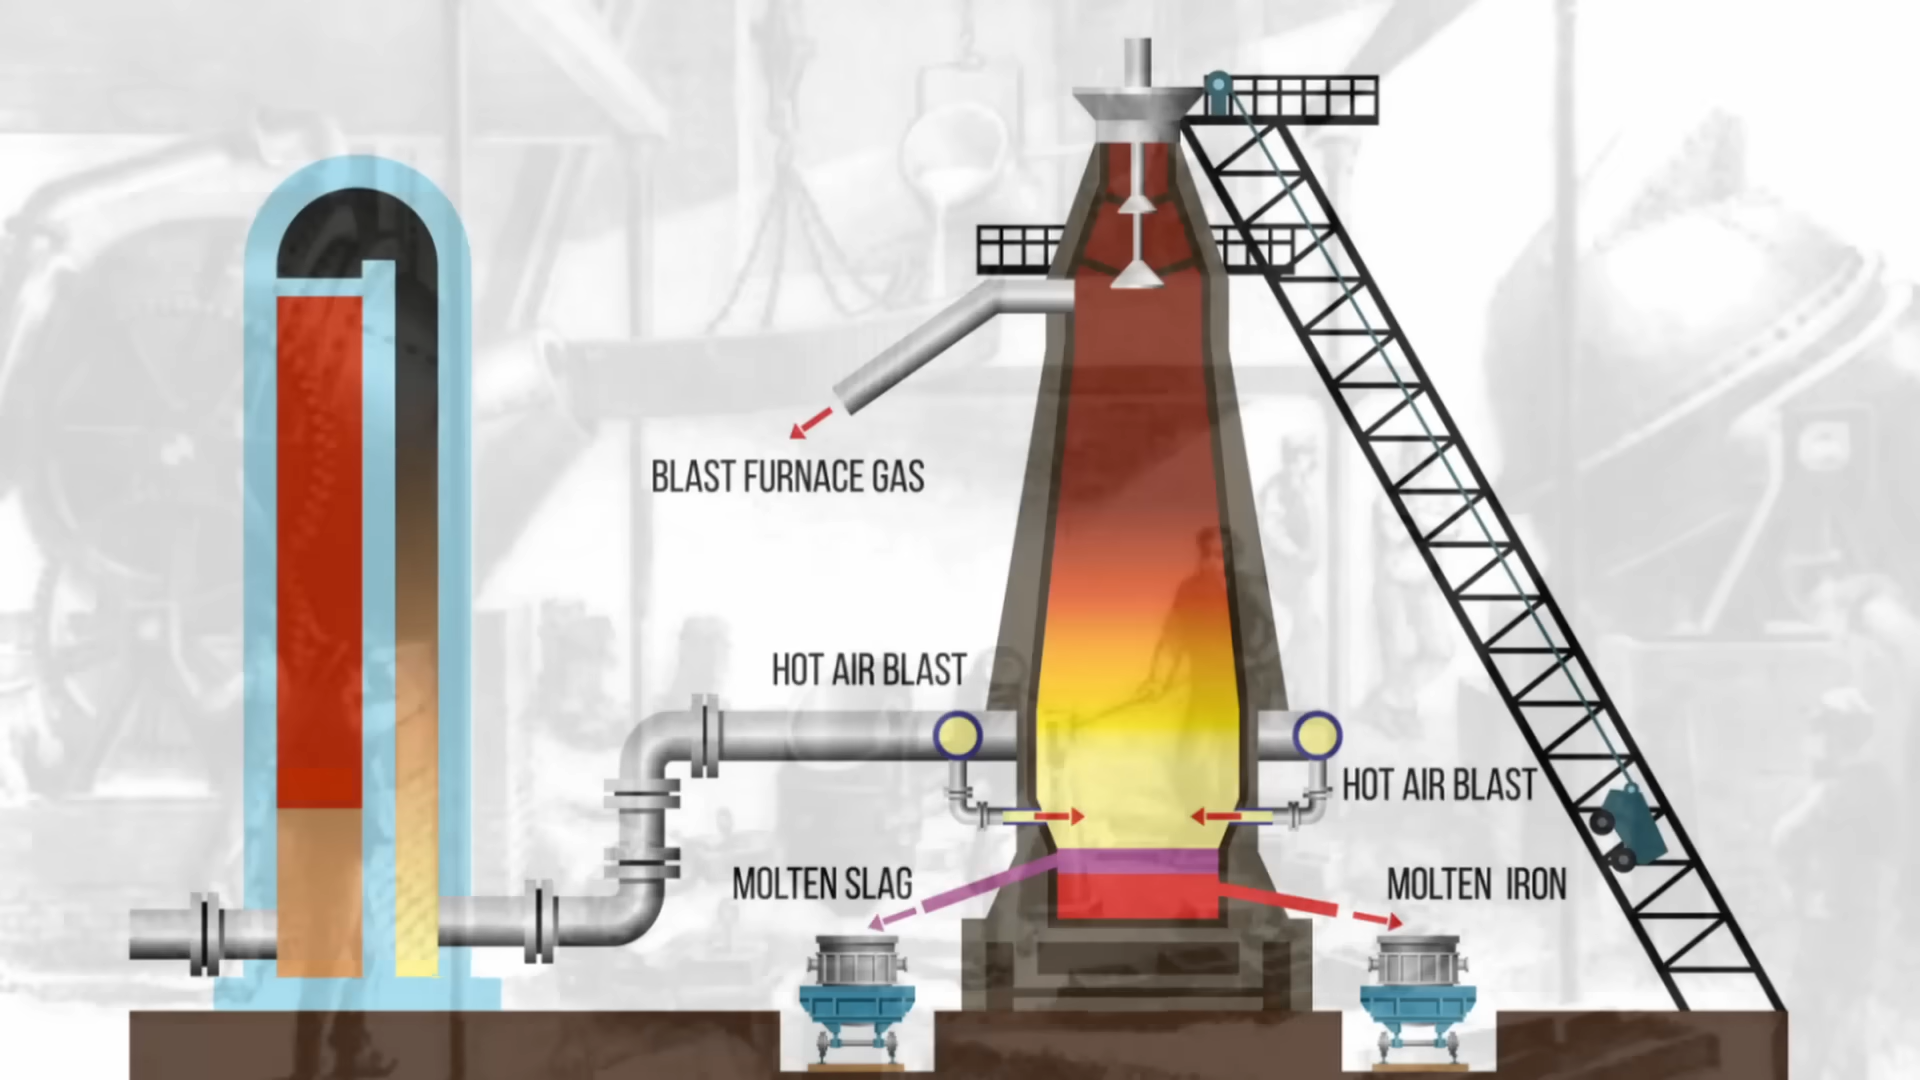 BLAST FURNACE GAS
HOT AIR BLAST
HOT AIR BLAST
MOLTEN SLAG
MOLTEN IRON